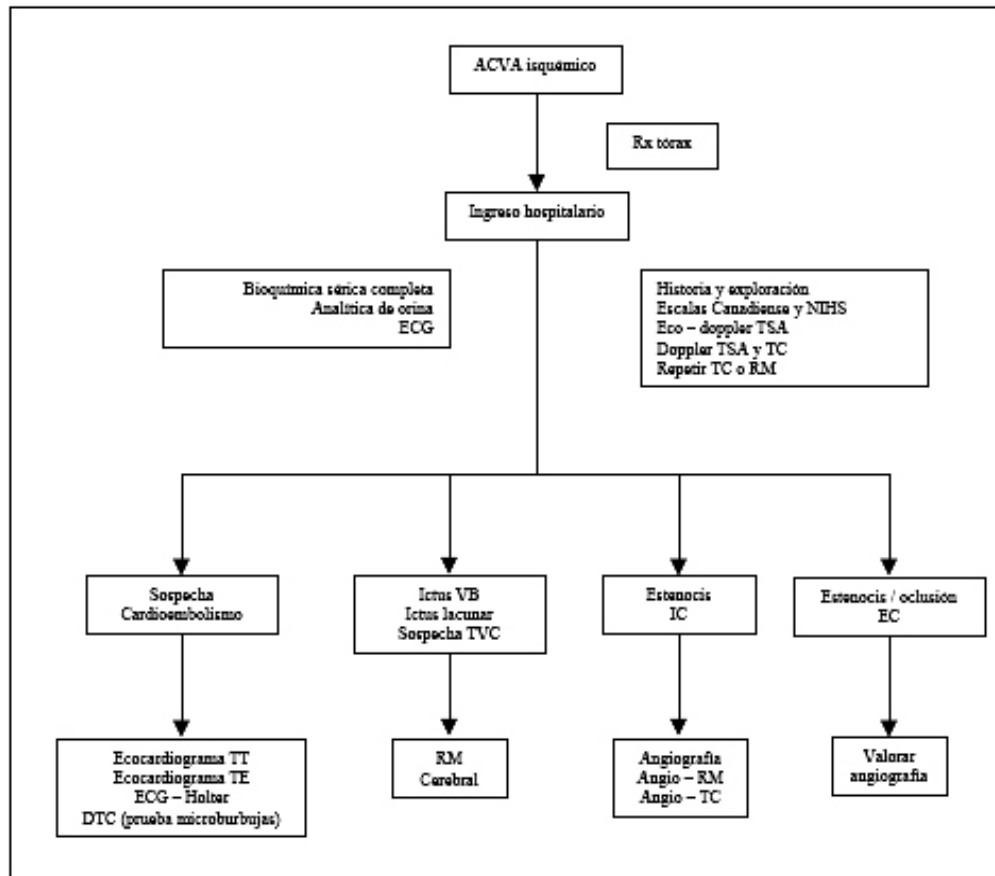 ACVA isquémico
Rx tórax
Ingreso hospitalario
Bioquímica sérica completa
Analítica de orina
ECG
Historia y exploración
Escalas Canadiense y NIHS
Eco – doppler TSA
Doppler TSA y TC
Repetir TC o RM
Sospecha
Cardioembolismo
Ictus VB
Ictus lacunar
Sospecha TVC
Estenocis
IC
Estenocis / oclusión
EC
Ecocardiograma TT
Ecocardiograma TE
ECG – Holter
DTC (prueba microburbujas)
RM
Cerebral
Angiografía
Angio – RM
Angio – TC
Valorar
angiografía